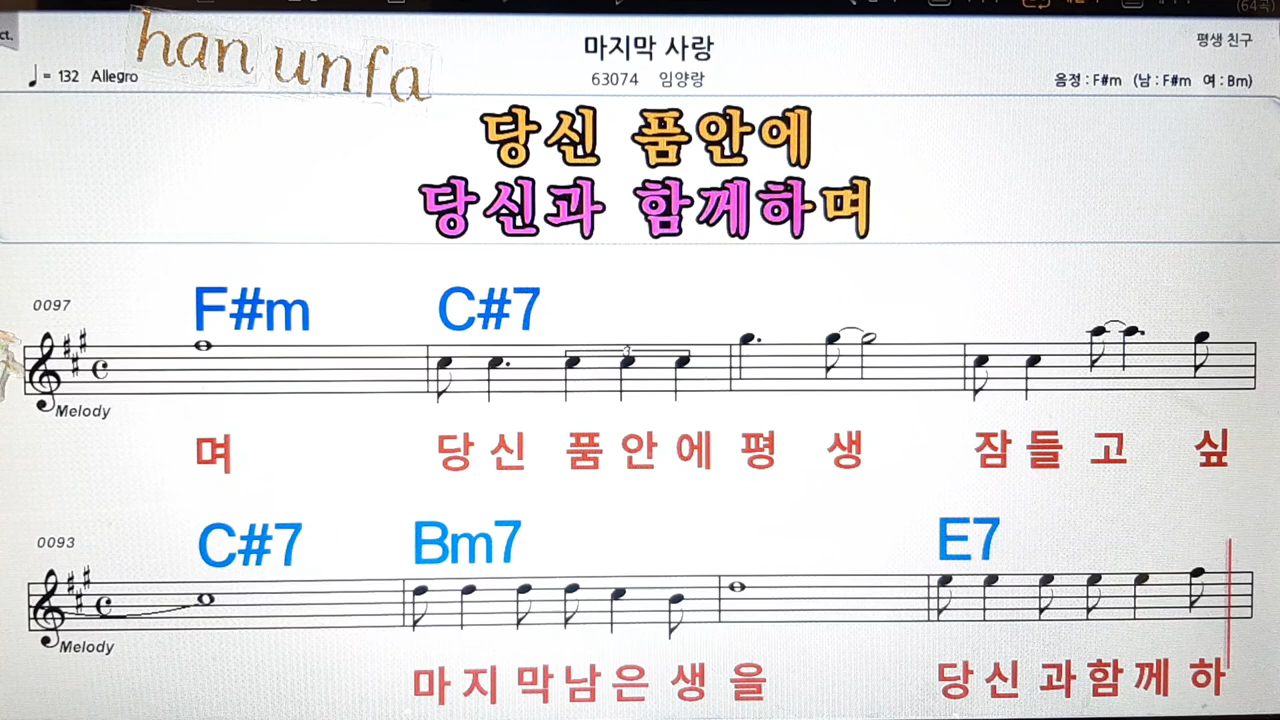 ct.
han unfa
마지막 사랑
평생 친구
♩= 132 Allegro
63074 임양랑
음정 : F#m (남 : F#m 여 : Bm)
당신 품안에
당신과 함께하며
0097
F#m C#7
3
Melody
며 당 신 품 안 에 평 생 잠 들 고 싶
0093
C#7 Bm7 E7
Melody
마 지 막 남 은 생 을 당 신 과 함 께 하